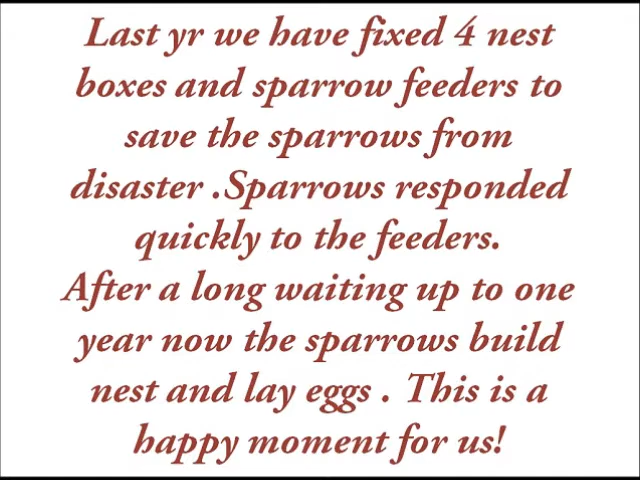 Last yr we have fixed 4 nest
boxes and sparrow feeders to
save the sparrows from
disaster .Sparrows responded
quickly to the feeders.
After a long waiting up to one
year now the sparrows build
nest and lay eggs . This is a
happy moment for us!